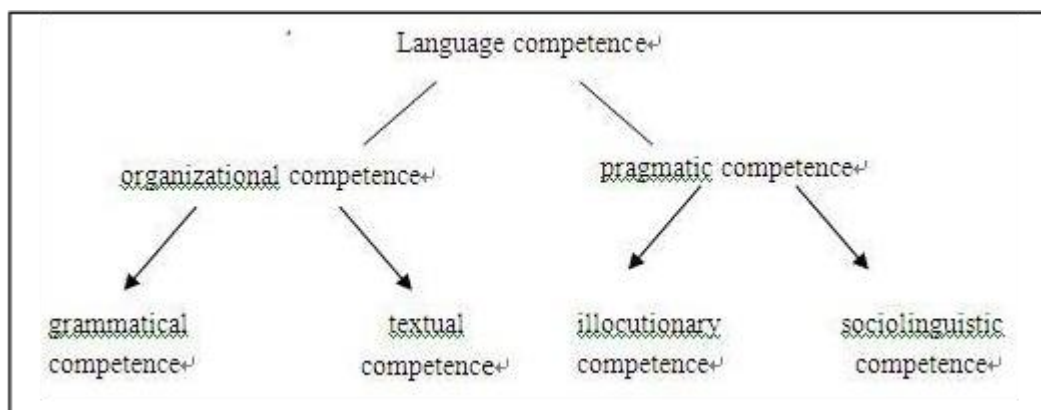 Language competence↵
organizational competence↵
pragmatic competence↵
grammatical competence↵
textual competence↵
illocutionary competence↵
sociolinguistic competence↵